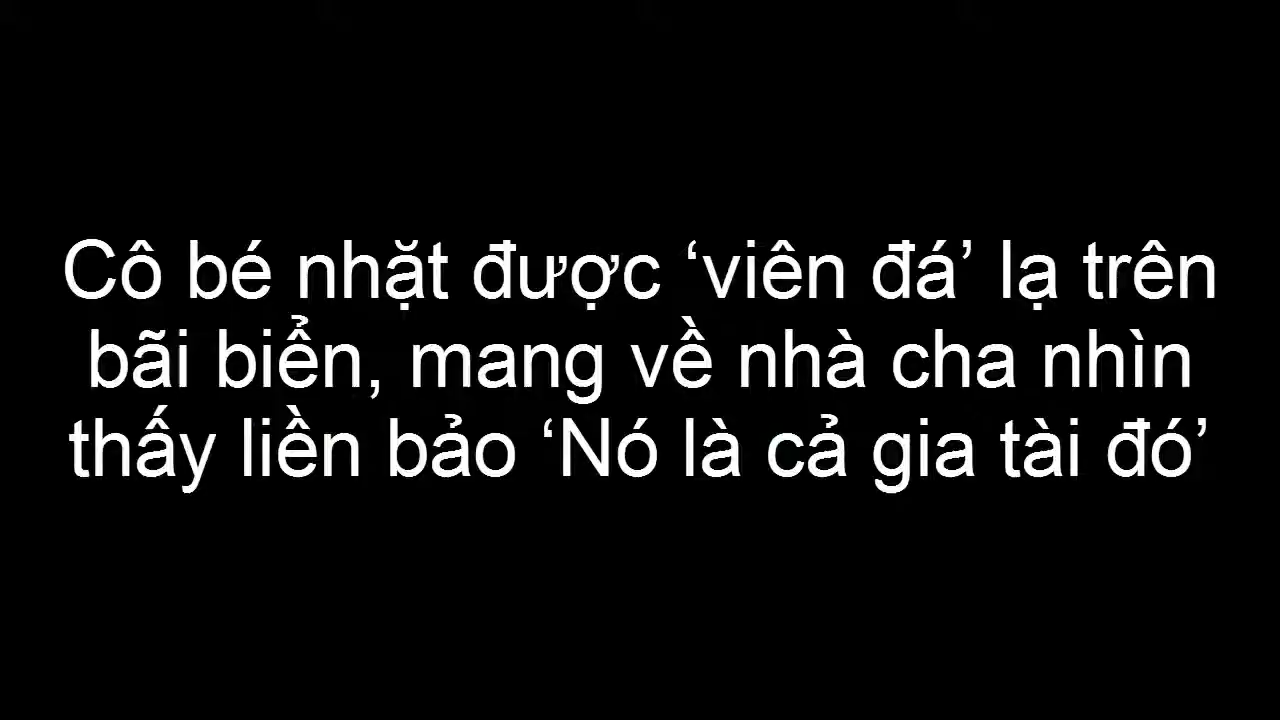 Cô bé nhặt được ‘viên đá’ lạ trên
bãi biển, mang về nhà cha nhìn
thấy liền bảo ‘Nó là cả gia tài đó’